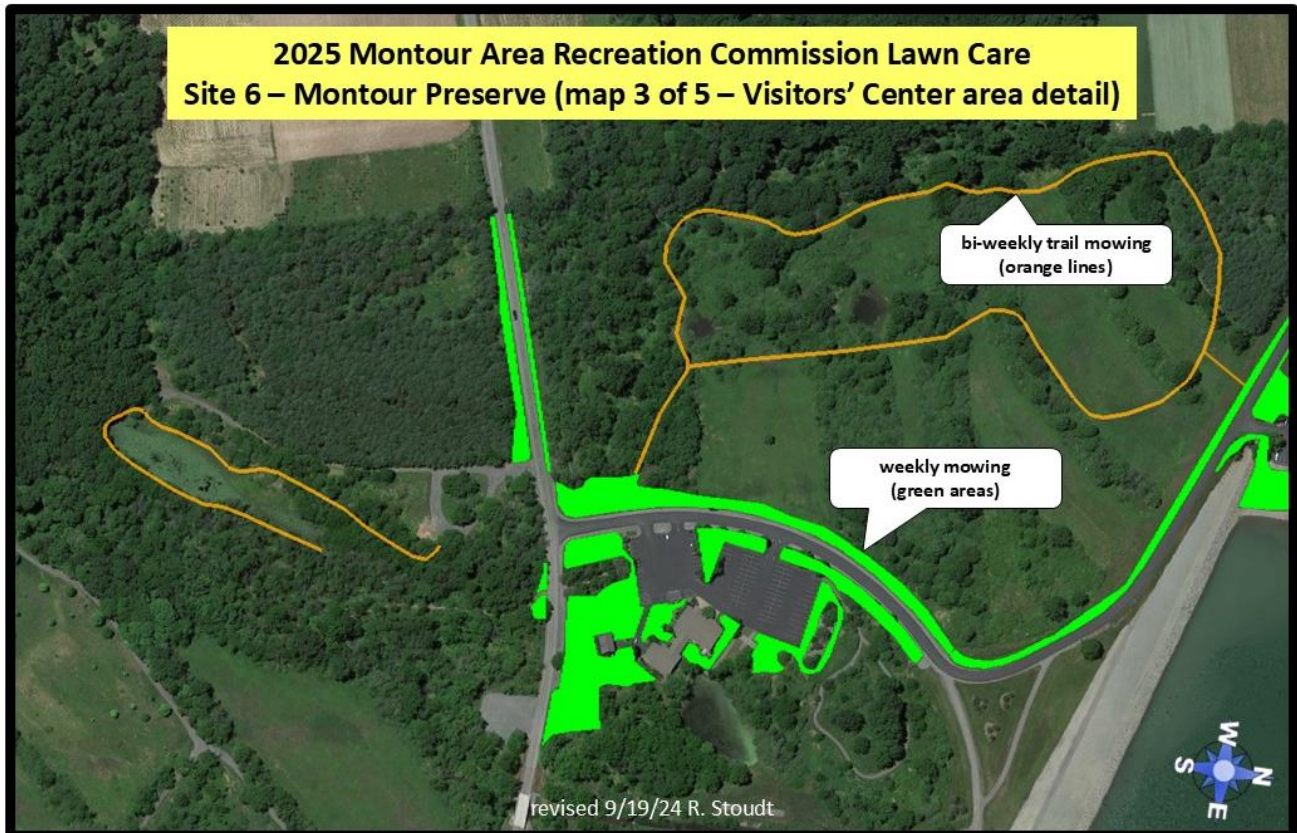 2025 Montour Area Recreation Commission Lawn Care
Site 6 – Montour Preserve (map 3 of 5 – Visitors’ Center area detail)
bi-weekly trail mowing
(orange lines)
weekly mowing
(green areas)
W
S
N
E
revised 9/19/24 R. Stoudt